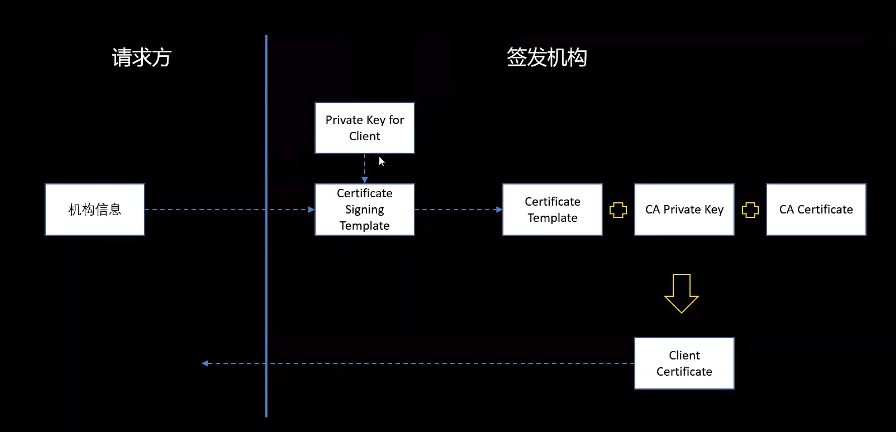 请求方
签发机构
Private Key for
Client
机构信息
Certificate
Signing
Template
Certificate
Template
CA Private Key
CA Certificate
Client
Certificate